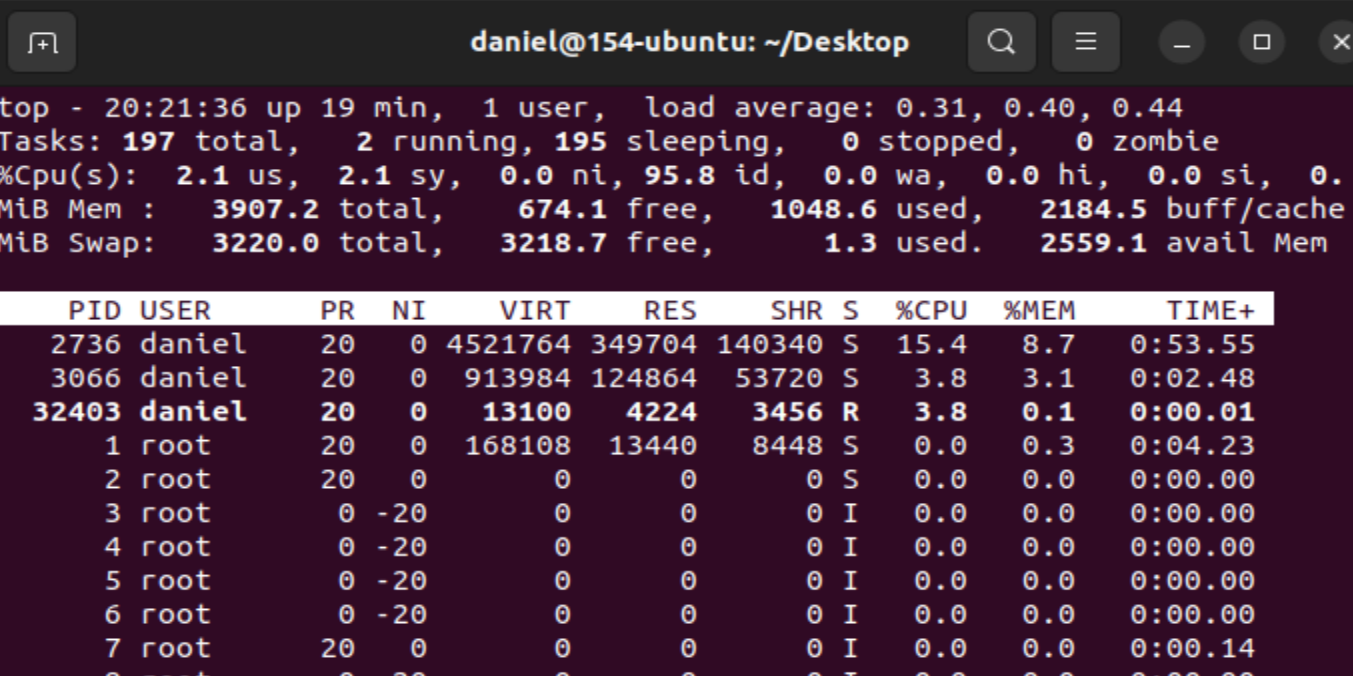 daniel@154-ubuntu: ~/Desktop
top - 20:21:36 up 19 min,  1 user,  load average: 0.31, 0.40, 0.44
Tasks: 197 total,   2 running, 195 sleeping,   0 stopped,   0 zombie
%Cpu(s):  2.1 us,  2.1 sy,  0.0 ni, 95.8 id,  0.0 wa,  0.0 hi,  0.0 si,  0.
MiB Mem :   3907.2 total,    674.1 free,   1048.6 used,   2184.5 buff/cache
MiB Swap:   3220.0 total,   3218.7 free,      1.3 used.   2559.1 avail Mem
PID USER      PR  NI    VIRT    RES    SHR S  %CPU  %MEM     TIME+
2736 daniel    20   0 4521764 349704 140340 S  15.4   8.7   0:53.55
3066 daniel    20   0  913984 124864  53720 S   3.8   3.1   0:02.48
32403 daniel    20   0   13100   4224   3456 R   3.8   0.1   0:00.01
1 root      20   0  168108  13440   8448 S   0.0   0.3   0:04.23
2 root      20   0       0      0      0 S   0.0   0.0   0:00.00
3 root       0 -20       0      0      0 I   0.0   0.0   0:00.00
4 root       0 -20       0      0      0 I   0.0   0.0   0:00.00
5 root       0 -20       0      0      0 I   0.0   0.0   0:00.00
6 root       0 -20       0      0      0 I   0.0   0.0   0:00.00
7 root      20   0       0      0      0 I   0.0   0.0   0:00.14